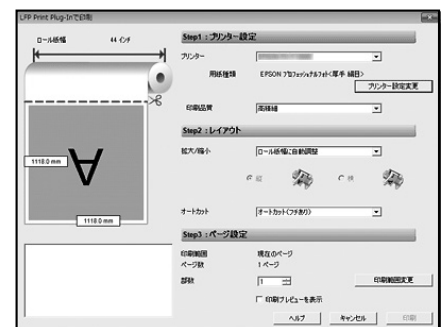 LFP Print Plug-Inで印刷
ロール紙幅 44 インチ
A
1118.0 mm
1118.0 mm
Step1 : プリンター設定
プリンター
用紙種類 EPSON プロフェッショナルフォト<厚手 絹目>
プリンター設定変更
印刷品質 高精細
Step2 : レイアウト
拡大/縮小 ロール紙幅に自動調整
縦 横
オートカット オートカット(フチあり)
Step3 : ページ設定
印刷範囲 現在のページ
ページ数 1 ページ
部数 1 印刷範囲変更
印刷プレビューを表示
ヘルプ キャンセル 印刷